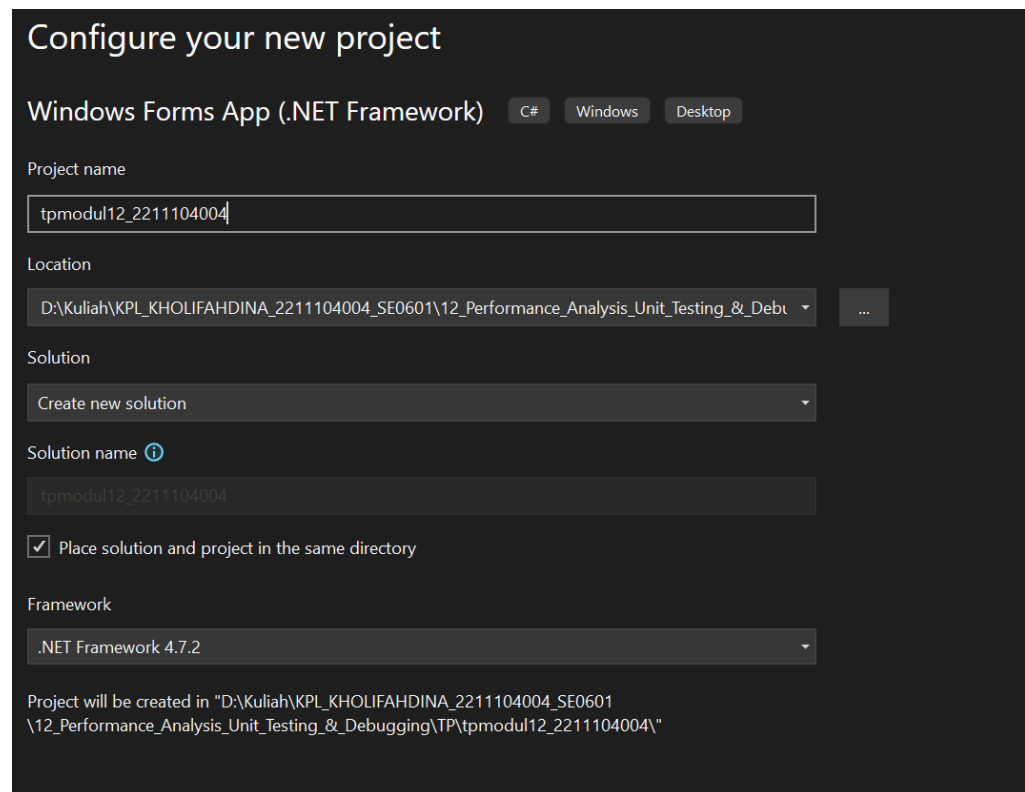 Configure your new project
Windows Forms App (.NET Framework) C# Windows Desktop
Project name
tpmodul12_2211104004
Location
D:\Kuliah\KPL_KHOLIFAHDINA_2211104004_SE0601\12_Performance_Analysis_Unit_Testing_&_Debu
...
Solution
Create new solution
Solution name
tpmodul12_2211104004
Place solution and project in the same directory
Framework
.NET Framework 4.7.2
Project will be created in "D:\Kuliah\KPL_KHOLIFAHDINA_2211104004_SE0601
\12_Performance_Analysis_Unit_Testing_&_Debugging\TP\tpmodul12_2211104004\"